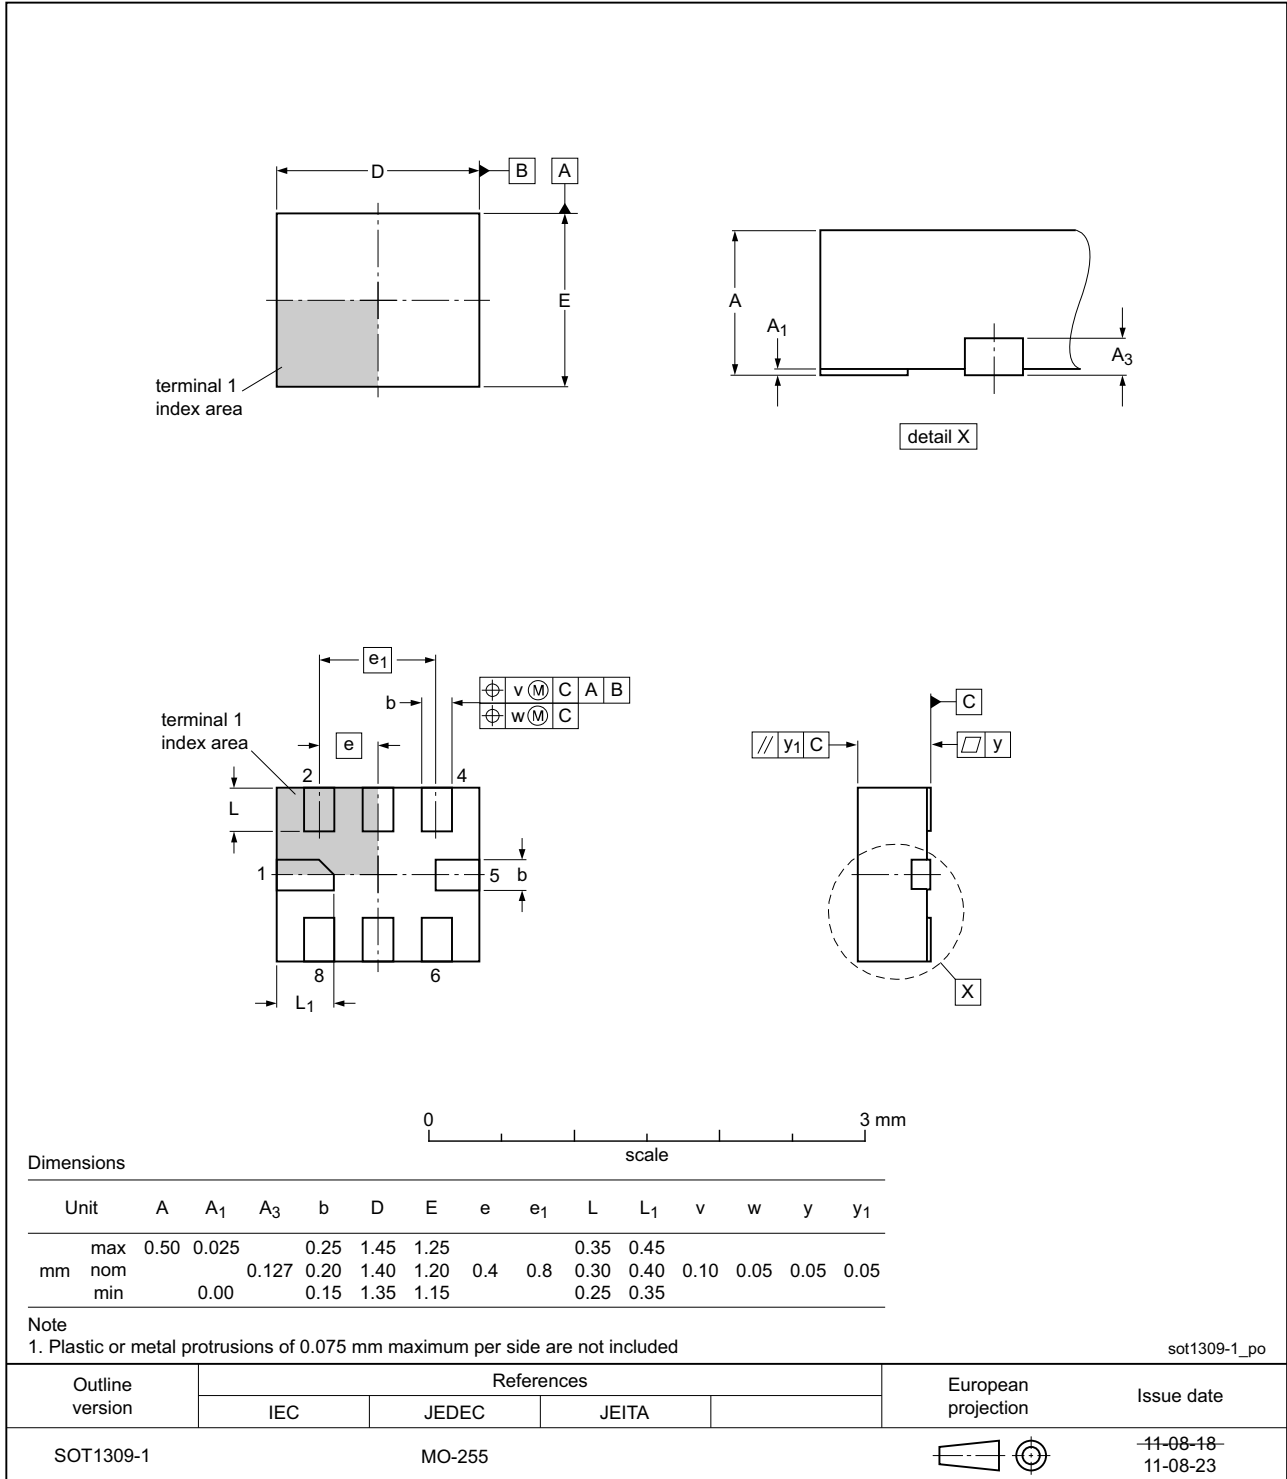 D
B
A
E
terminal 1
index area
A
A1
A3
detail X
e1
b
v M C A B
w M C
terminal 1
index area
e
2
4
L
1
5
b
8
6
L1
C
// y1 C
y
X
0
3 mm
scale
Dimensions
Unit A A1 A3 b D E e e1 L L1 v w y y1
max 0.50 0.025 0.25 1.45 1.25 0.35 0.45
mm nom 0.127 0.20 1.40 1.20 0.4 0.8 0.30 0.40 0.10 0.05 0.05 0.05
min 0.00 0.15 1.35 1.15 0.25 0.35
Note
1. Plastic or metal protrusions of 0.075 mm maximum per side are not included
sot1309-1_po
Outline version
References
European projection
Issue date
IEC JEDEC JEITA
SOT1309-1
MO-255
11-08-18
11-08-23